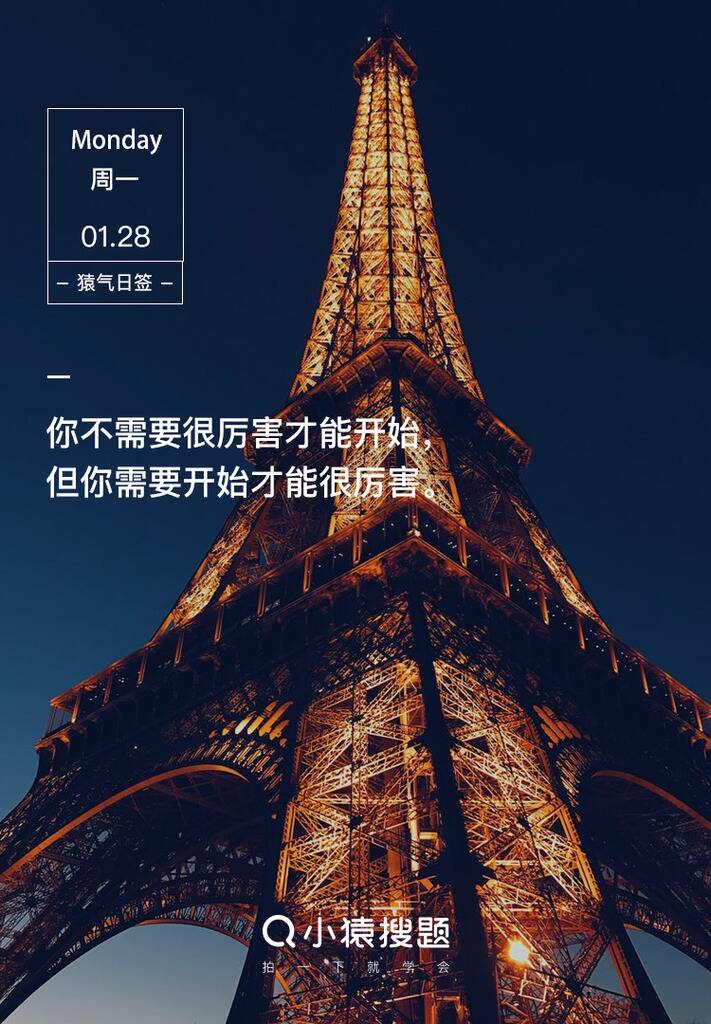 Monday
周一
01.28
– 猿气日签 –
你不需要很厉害才能开始,
但你需要开始才能很厉害。
小猿搜题
拍一下就学会